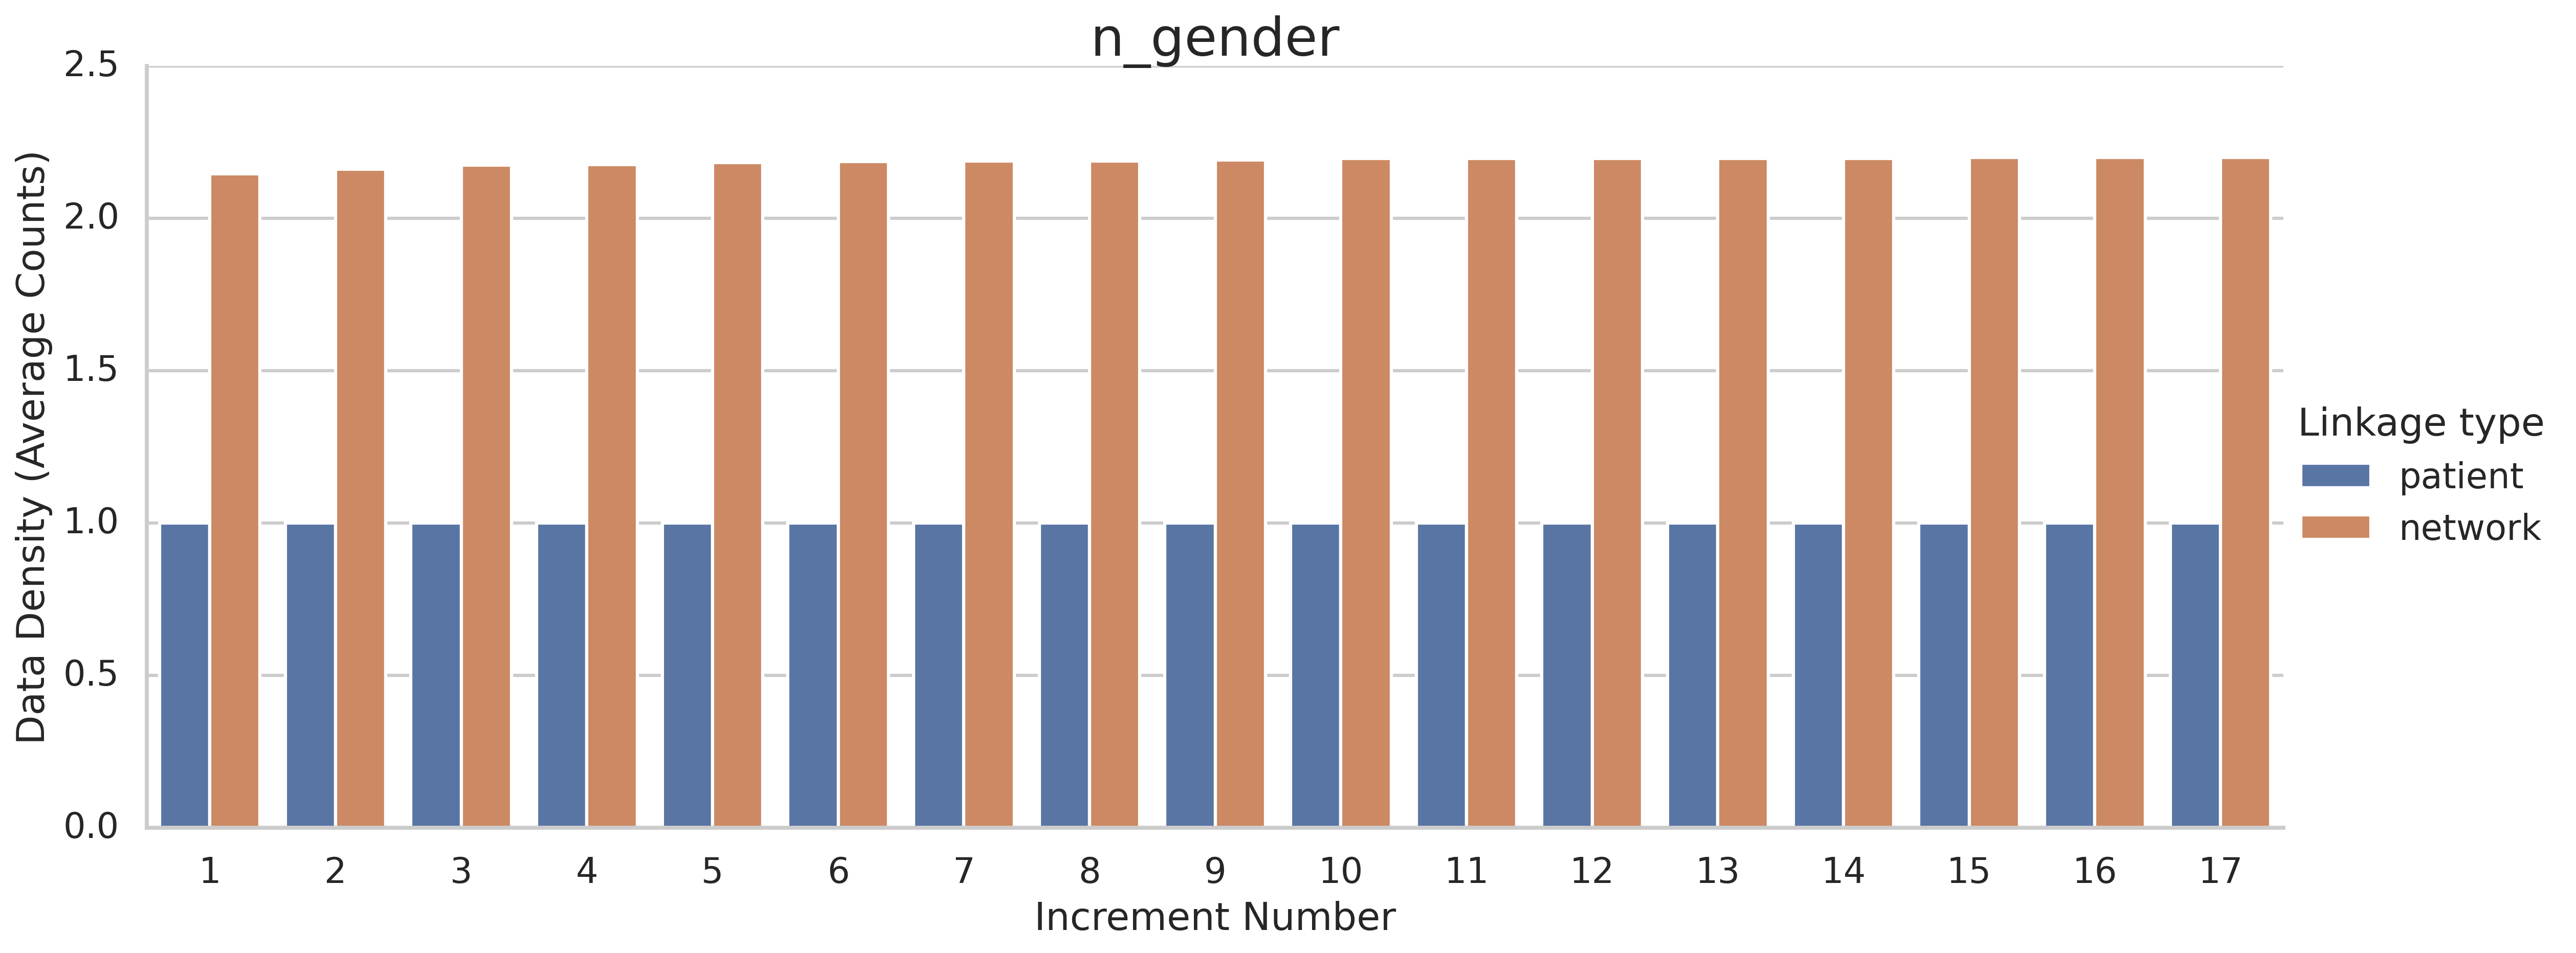 n_gender
2.5
2.0
1.5
1.0
0.5
0.0
Data Density (Average Counts)
1 2 3 4 5 6 7 8 9 10 11 12 13 14 15 16 17
Increment Number
Linkage type
patient
network